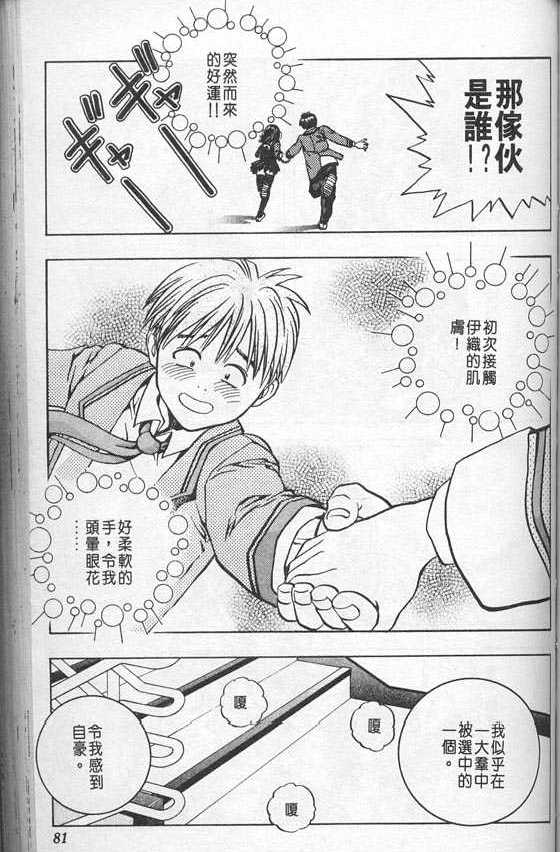 那傢伙
是誰!?
突然而來
的好運!!
ギャー
ギャー
初次接觸
伊織的肌
膚!
好柔軟的
手，令我
頭暈眼花
……
我似乎在
一大羣中
被選中的
一個。
嗄
嗄
嗄
令我感到
自豪。
81